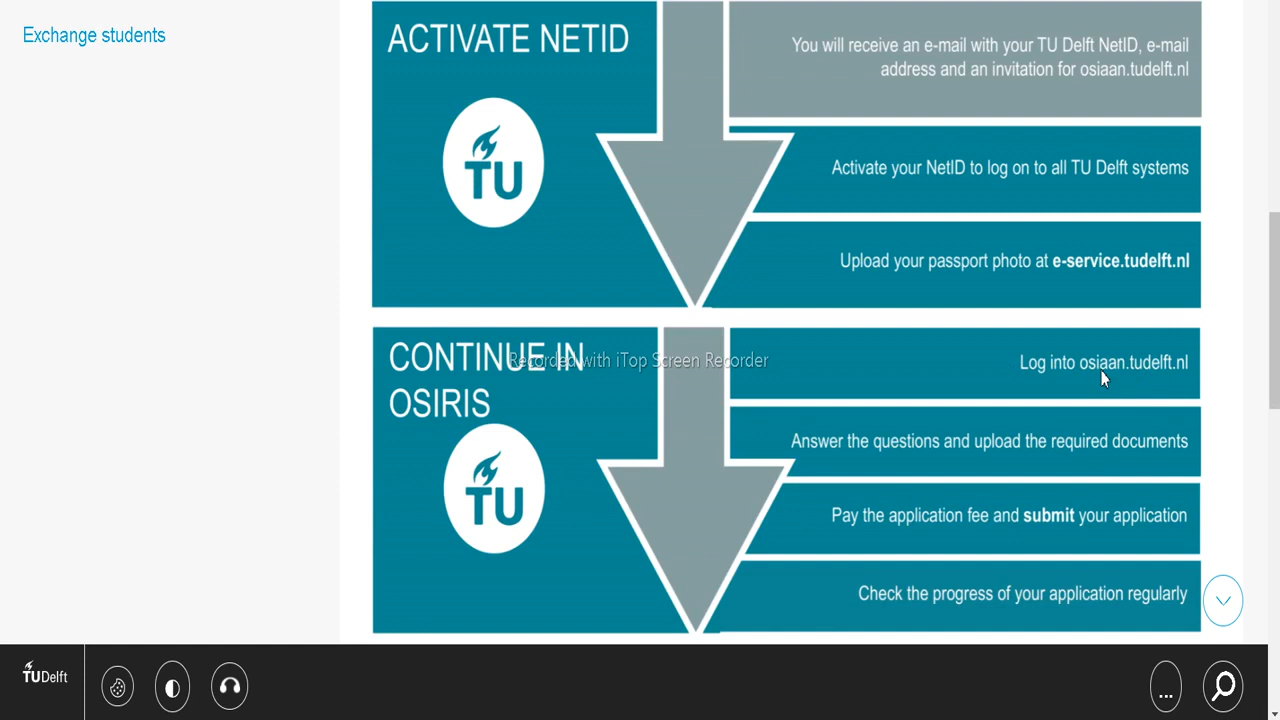 Exchange students
ACTIVATE NETID
You will receive an e-mail with your TU Delft NetID, e-mail
address and an invitation for osiaan.tudelft.nl
TU
Activate your NetID to log on to all TU Delft systems
Upload your passport photo at e-service.tudelft.nl
CONTINUE IN
OSIRIS
Recorded with iTop Screen Recorder
Log into osiaan.tudelft.nl
TU
Answer the questions and upload the required documents
Pay the application fee and submit your application
Check the progress of your application regularly
TUDelft
...